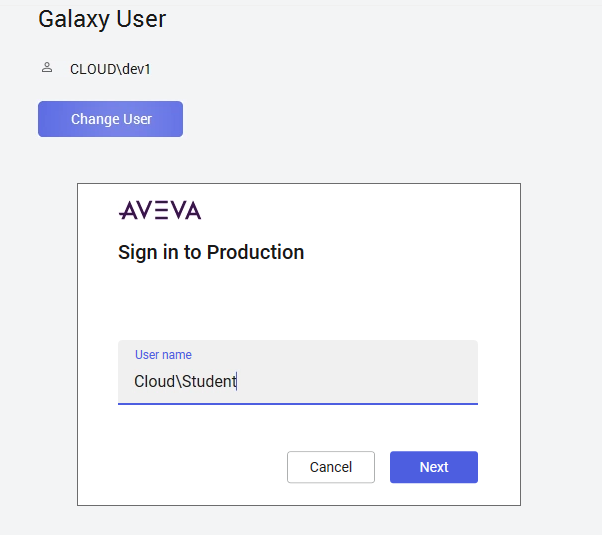 Galaxy User
CLOUD\dev1
Change User
AVEVA
Sign in to Production
User name
Cloud\Student
Cancel
Next